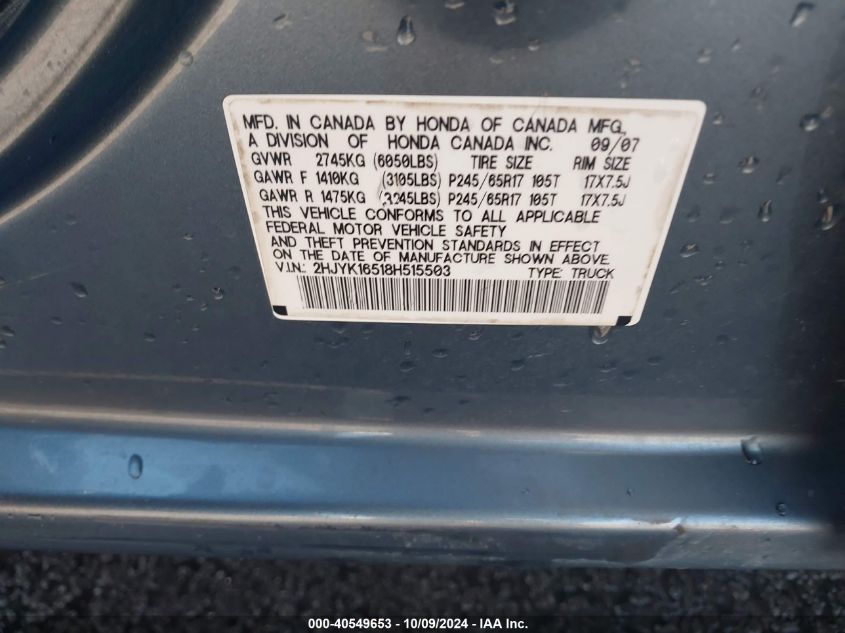 MFD. IN CANADA BY HONDA OF CANADA MFG.,
A DIVISION OF HONDA CANADA INC. 09/07
GVWR 2745KG (6050LBS) TIRE SIZE RIM SIZE
GAWR F 1410KG (3105LBS) P245/65R17 105T 17X7.5J
GAWR R 1475KG (3245LBS) P245/65R17 105T 17X7.5J
THIS VEHICLE CONFORMS TO ALL APPLICABLE
FEDERAL MOTOR VEHICLE SAFETY
AND THEFT PREVENTION STANDARDS IN EFFECT
ON THE DATE OF MANUFACTURE SHOWN ABOVE.
V.I.N.: 2HJYK16518H515503 TYPE: TRUCK
000-40549653 - 10/09/2024 - IAA Inc.